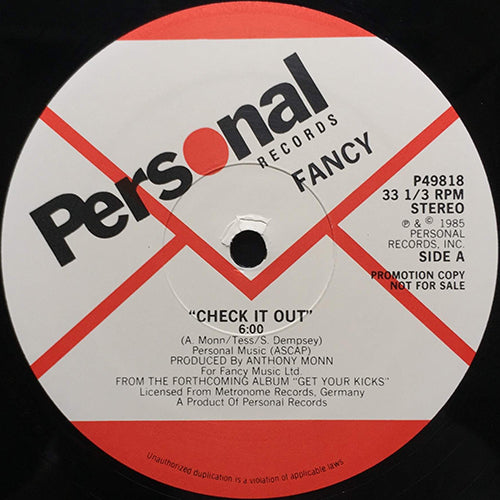 Personal
RECORDS
FANCY
P49818
33 1/3 RPM
STEREO
℗ & © 1985
PERSONAL
RECORDS, INC.
SIDE A
PROMOTION COPY
NOT FOR SALE
"CHECK IT OUT"
6:00
(A. Monn/Tess/S. Dempsey)
Personal Music (ASCAP)
PRODUCED BY ANTHONY MONN
For Fancy Music Ltd.
FROM THE FORTHCOMING ALBUM "GET YOUR KICKS"
Licensed From Metronome Records, Germany
A Product Of Personal Records
Unauthorized duplication is a violation of applicable laws